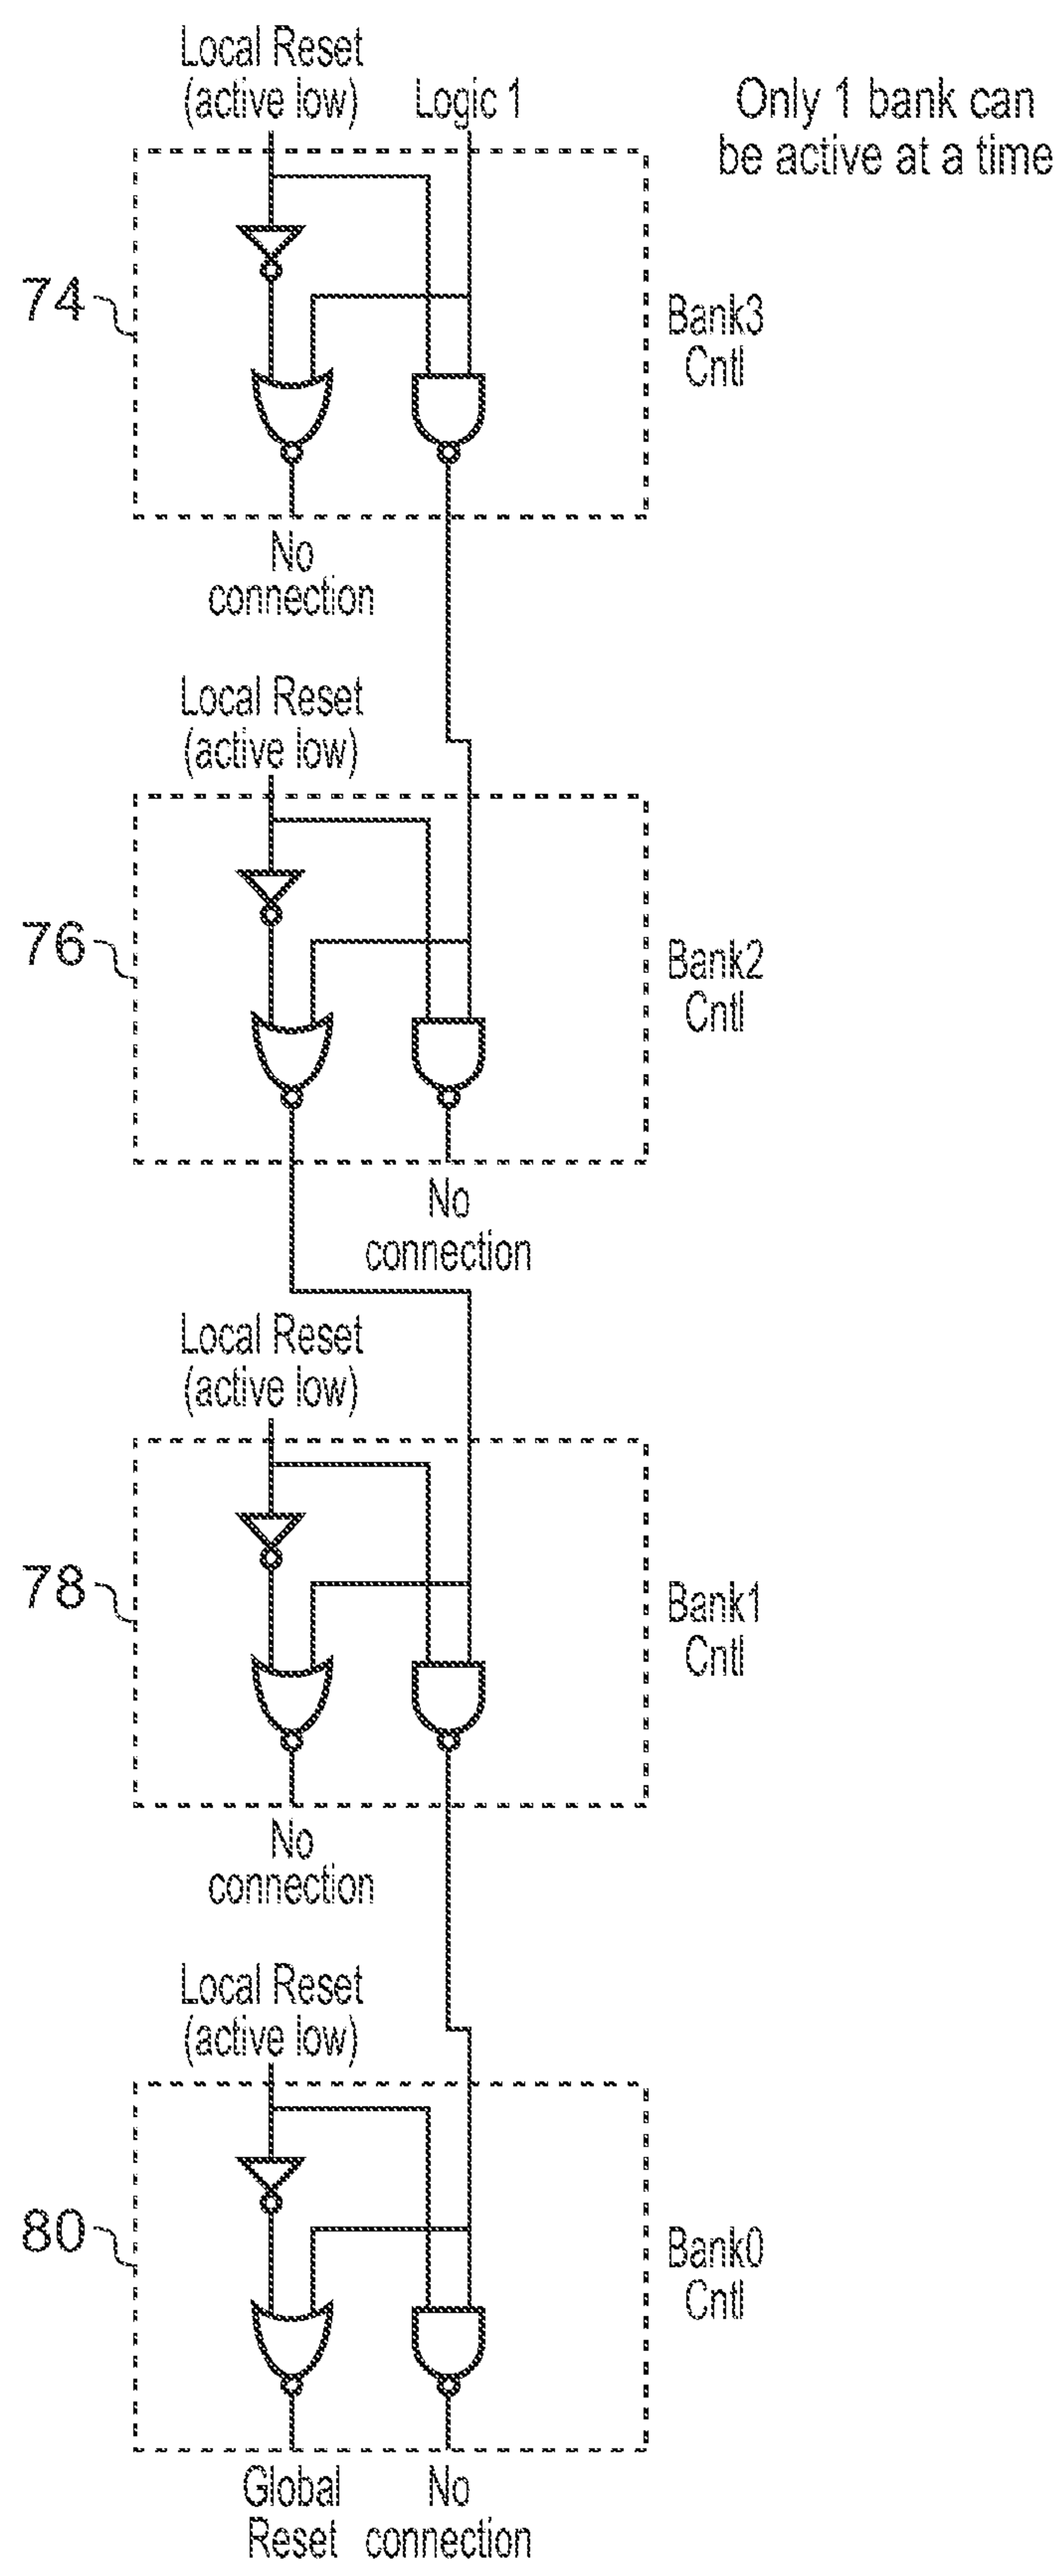 Local Reset
(active low)
Logic 1
Only 1 bank can
be active at a time
74
Bank3
Cntl
No
connection
Local Reset
(active low)
76
Bank2
Cntl
No
connection
Local Reset
(active low)
78
Bank1
Cntl
No
connection
Local Reset
(active low)
80
Bank0
Cntl
Global
Reset
No
connection